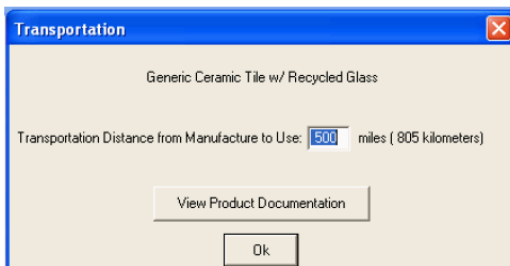 Transportation
Generic Ceramic Tile w/ Recycled Glass
Transportation Distance from Manufacture to Use: 500 miles ( 805 kilometers)
View Product Documentation
Ok